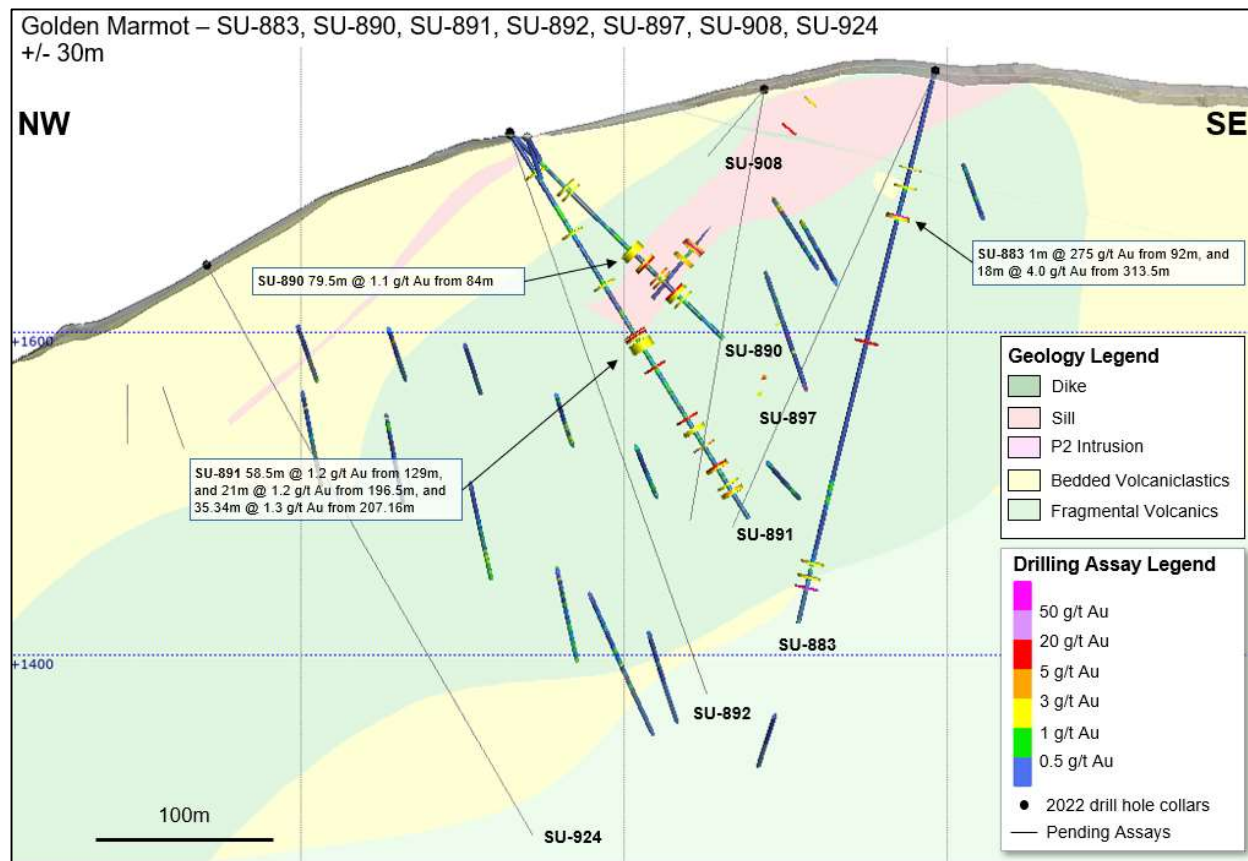 Golden Marmot – SU-883, SU-890, SU-891, SU-892, SU-897, SU-908, SU-924
+/- 30m
NW
SE
SU-908
SU-883 1m @ 275 g/t Au from 92m, and
18m @ 4.0 g/t Au from 313.5m
SU-890 79.5m @ 1.1 g/t Au from 84m
+1600
SU-890
SU-897
SU-891 58.5m @ 1.2 g/t Au from 129m,
and 21m @ 1.2 g/t Au from 196.5m, and
35.34m @ 1.3 g/t Au from 207.16m
SU-891
SU-883
+1400
SU-892
SU-924
100m
Geology Legend
Dike
Sill
P2 Intrusion
Bedded Volcaniclastics
Fragmental Volcanics
Drilling Assay Legend
50 g/t Au
20 g/t Au
5 g/t Au
3 g/t Au
1 g/t Au
0.5 g/t Au
2022 drill hole collars
Pending Assays